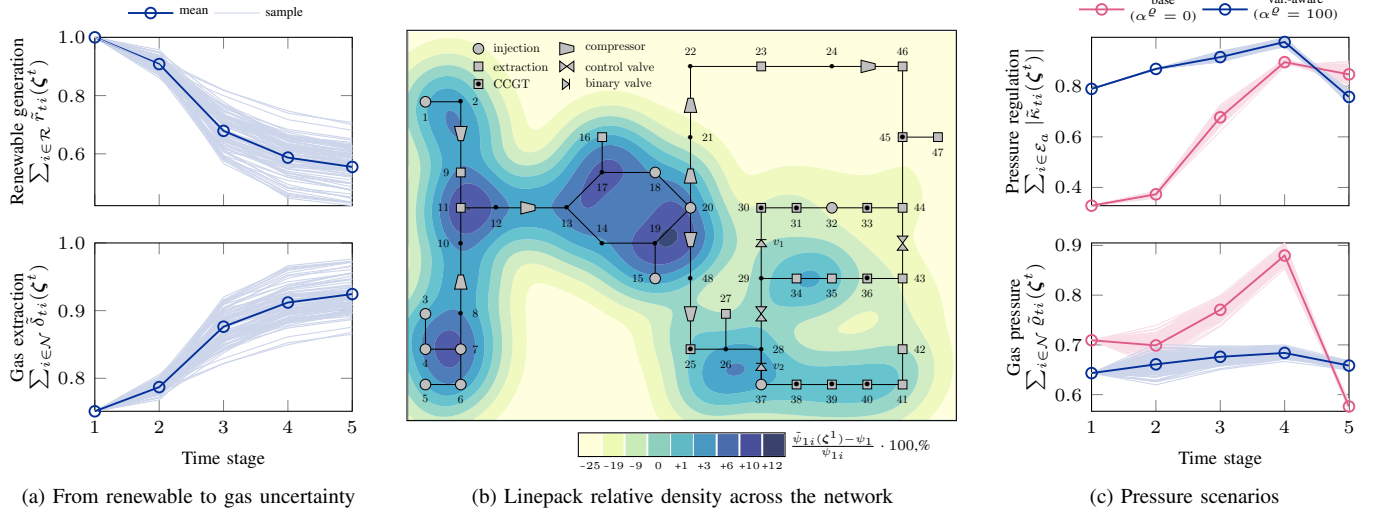 mean sample
Renewable generation
∑_{i∈ℛ} r̃_{ti}(ζ^t)
1.0
0.8
0.6
Gas extraction
∑_{i∈𝒩} δ̃_{ti}(ζ^t)
1.0
0.9
0.8
1 2 3 4 5
Time stage
(a) From renewable to gas uncertainty
injection compressor
extraction control valve
CCGT binary valve
22 23 24 46
1 2
16 21 45 47
9 17 18
11 12 13 14 19 20 30 31 32 33 44
10 15 48 29 v₁ 34 35 36 43
3 8 27
4 7 25 26 28 42
5 6 v₂ 37 38 39 40 41
-25 -19 -9 0 +1 +3 +6 +10 +12
(ψ̃_{1i}(ζ^1)−ψ_1)/ψ_{1i} · 100,%
(b) Linepack relative density across the network
base var.-aware
(α^ϱ = 0) (α^ϱ = 100)
Pressure regulation
∑_{i∈ℰ_a} |κ̃_{ti}(ζ^t)|
0.8
0.6
0.4
Gas pressure
∑_{i∈𝒩} ϱ̃_{ti}(ζ^t)
0.9
0.8
0.7
0.6
1 2 3 4 5
Time stage
(c) Pressure scenarios